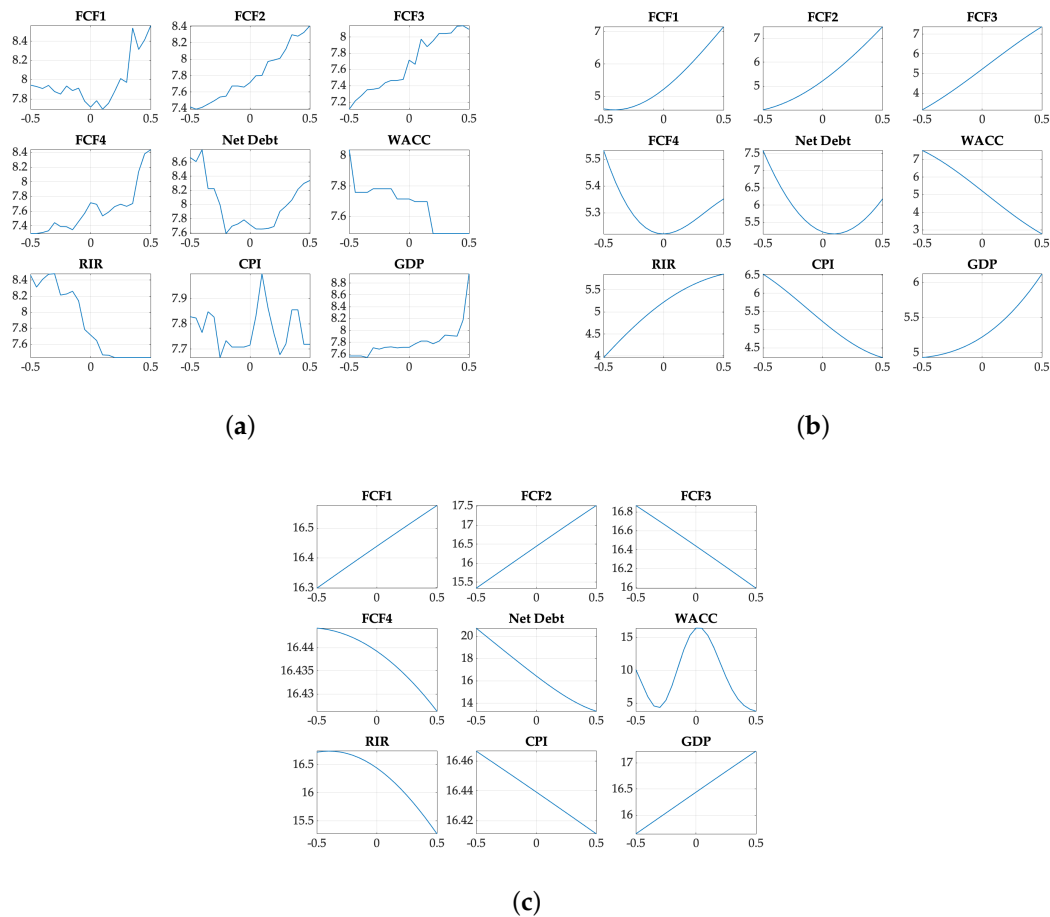 FCF1
8.4
8.2
8
7.8
-0.5 0 0.5
FCF2
8.4
8.2
8
7.8
7.6
7.4
-0.5 0 0.5
FCF3
8
7.8
7.6
7.4
7.2
-0.5 0 0.5
FCF4
8.4
8.2
8
7.8
7.6
7.4
-0.5 0 0.5
Net Debt
8.6
8.4
8.2
8
7.8
7.6
-0.5 0 0.5
WACC
8
7.8
7.6
-0.5 0 0.5
RIR
8.4
8.2
8
7.8
7.6
-0.5 0 0.5
CPI
7.9
7.8
7.7
-0.5 0 0.5
GDP
8.8
8.6
8.4
8.2
8
7.8
7.6
-0.5 0 0.5
(a)
FCF1
7
6
5
-0.5 0 0.5
FCF2
7
6
5
-0.5 0 0.5
FCF3
7
6
5
4
-0.5 0 0.5
FCF4
5.5
5.4
5.3
-0.5 0 0.5
Net Debt
7.5
7
6.5
6
5.5
-0.5 0 0.5
WACC
7
6
5
4
3
-0.5 0 0.5
RIR
5.5
5
4.5
4
-0.5 0 0.5
CPI
6.5
6
5.5
5
4.5
-0.5 0 0.5
GDP
6
5.5
5
-0.5 0 0.5
(b)
FCF1
16.5
16.4
16.3
-0.5 0 0.5
FCF2
17.5
17
16.5
16
15.5
-0.5 0 0.5
FCF3
16.8
16.6
16.4
16.2
16
-0.5 0 0.5
FCF4
16.44
16.435
16.43
-0.5 0 0.5
Net Debt
20
18
16
14
-0.5 0 0.5
WACC
15
10
5
-0.5 0 0.5
RIR
16.5
16
15.5
-0.5 0 0.5
CPI
16.46
16.44
16.42
-0.5 0 0.5
GDP
17
16.5
16
-0.5 0 0.5
(c)